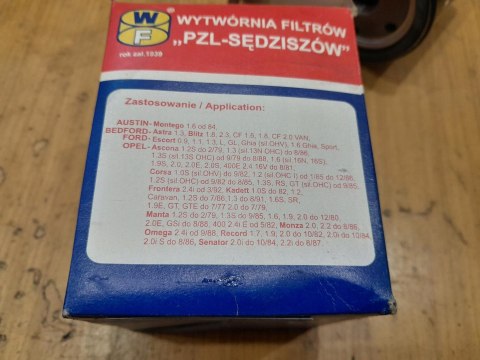 WF
rok zał.1939
WYTWÓRNIA FILTRÓW
„PZL-SĘDZISZÓW”
Zastosowanie / Application:
AUSTIN- Montego 1.6 od 84,
BEDFORD- Astra 1.3, Blitz 1.8, 2.3, CF 1.6, 1.8, CF 2.0 VAN,
FORD- Escort 0.9, 1.1, 1.3, L, GL, Ghia (sil.OHV), 1.6 Ghia, Sport,
OPEL- Ascona 1.2S do 2/79, 1.3 (sil.13N OHC) do 8/86,
1.3S (sil.13S OHC) od 9/79 do 8/88, 1.6 (sil 16N, 16S),
1.9S, 2.0, 2.0E, 2.0S, 400E 2.4 16V do 8/81,
Corsa 1.0S (sil.OHV) do 9/82, 1.2 (sil OHC I) od 1/85 do 12/86,
1.2S (sil.OHC) od 9/82 do 8/85, 1.3S, RS, GT (sil.OHC) od 9/85,
Frontera 2.4i od 3/92, Kadett 1.0S do 82, 1.2,
Caravan, 1.2S do 7/86,1.3 do 8/91, 1.6S, SR,
1.9E, GT, GTE do 7/77 2.0 do 7/79,
Manta 1.2S do 2/79, 1.3S do 9/85, 1.6, 1.9, 2.0 do 12/80,
2.0E, GSi do 8/88, 400 2.4i E od 5/82, Monza 2.0, 2.2 do 8/86,
Omega 2.4i od 9/88, Record 1.7, 1.9, 2.0 do 10/82, 2.0i do 10/84,
2.0i S do 8/86, Senator 2.0i do 10/84, 2.2i do 8/87.